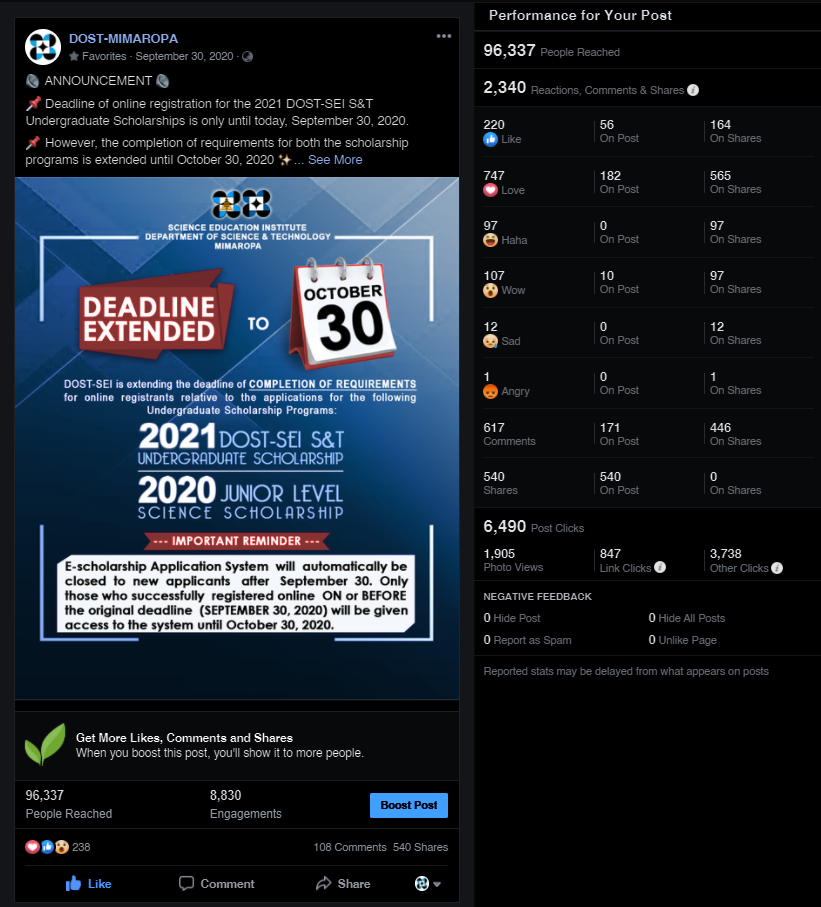 DOST-MIMAROPA
Favorites · September 30, 2020 ·
ANNOUNCEMENT
Deadline of online registration for the 2021 DOST-SEI S&T
Undergraduate Scholarships is only until today, September 30, 2020.
However, the completion of requirements for both the scholarship
programs is extended until October 30, 2020 ✨... See More
SCIENCE EDUCATION INSTITUTE
DEPARTMENT OF SCIENCE & TECHNOLOGY
MIMAROPA
DEADLINE
EXTENDED
TO
OCTOBER
30
DOST-SEI is extending the deadline of COMPLETION OF REQUIREMENTS
for online registrants relative to the applications for the following
Undergraduate Scholarship Programs:
2021 DOST-SEI S&T
UNDERGRADUATE SCHOLARSHIP
2020 JUNIOR LEVEL
SCIENCE SCHOLARSHIP
--- IMPORTANT REMINDER ---
E-scholarship Application System will automatically be
closed to new applicants after September 30. Only
those who successfully registered online ON or BEFORE
the original deadline (SEPTEMBER 30, 2020) will be given
access to the system until October 30, 2020.
Get More Likes, Comments and Shares
When you boost this post, you'll show it to more people.
96,337 8,830
People Reached Engagements
Boost Post
238 108 Comments 540 Shares
Like Comment Share
Performance for Your Post
96,337 People Reached
2,340 Reactions, Comments & Shares
220 56 164
Like On Post On Shares
747 182 565
Love On Post On Shares
97 0 97
Haha On Post On Shares
107 10 97
Wow On Post On Shares
12 0 12
Sad On Post On Shares
1 0 1
Angry On Post On Shares
617 171 446
Comments On Post On Shares
540 540 0
Shares On Post On Shares
6,490 Post Clicks
1,905 847 3,738
Photo Views Link Clicks Other Clicks
NEGATIVE FEEDBACK
0 Hide Post 0 Hide All Posts
0 Report as Spam 0 Unlike Page
Reported stats may be delayed from what appears on posts